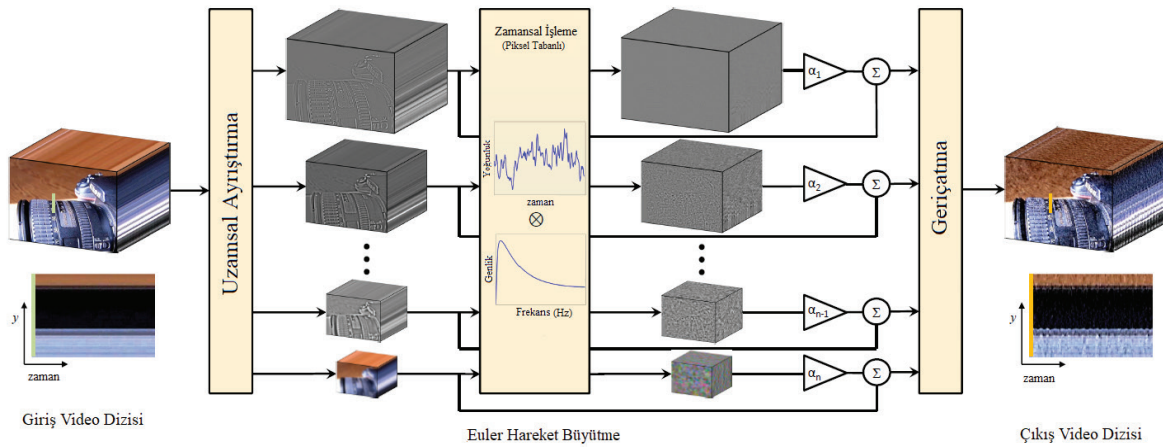 Giriş Video Dizisi
y
zaman
Uzamsal Ayrıştırma
Zamansal İşleme
(Piksel Tabanlı)
Yoğunluk
zaman
Genlik
Frekans (Hz)
α1
Σ
α2
Σ
αn-1
Σ
αn
Σ
Euler Hareket Büyütme
Geriçatma
y
zaman
Çıkış Video Dizisi